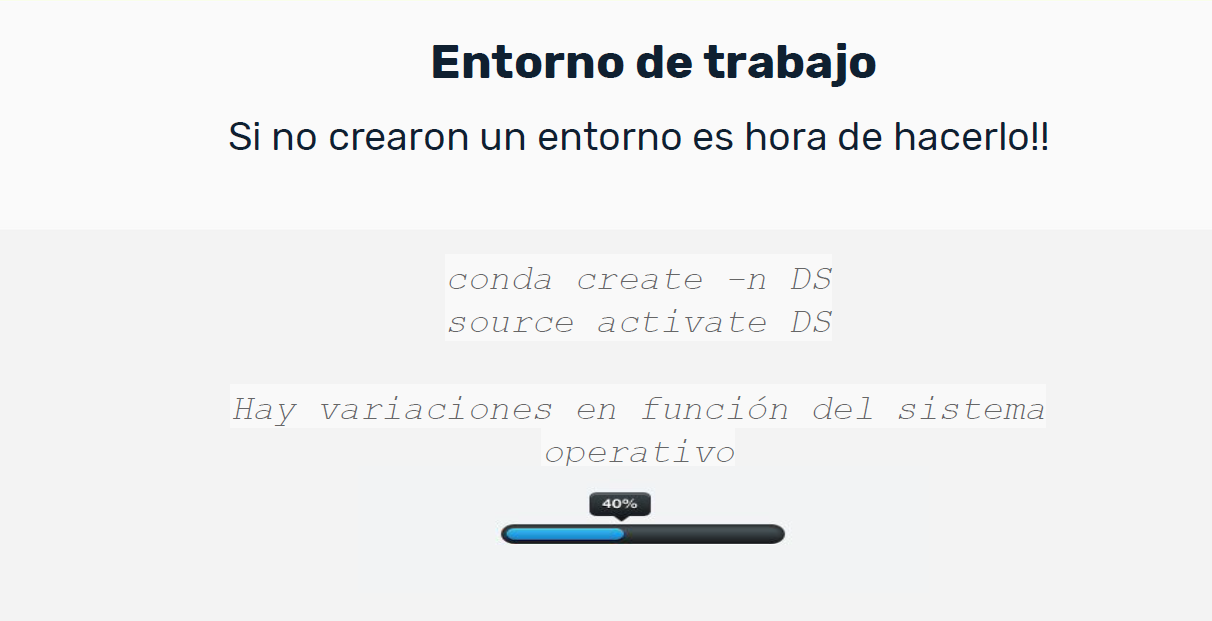 Entorno de trabajo
Si no crearon un entorno es hora de hacerlo!!
conda create -n DS
source activate DS
Hay variaciones en función del sistema
operativo
40%